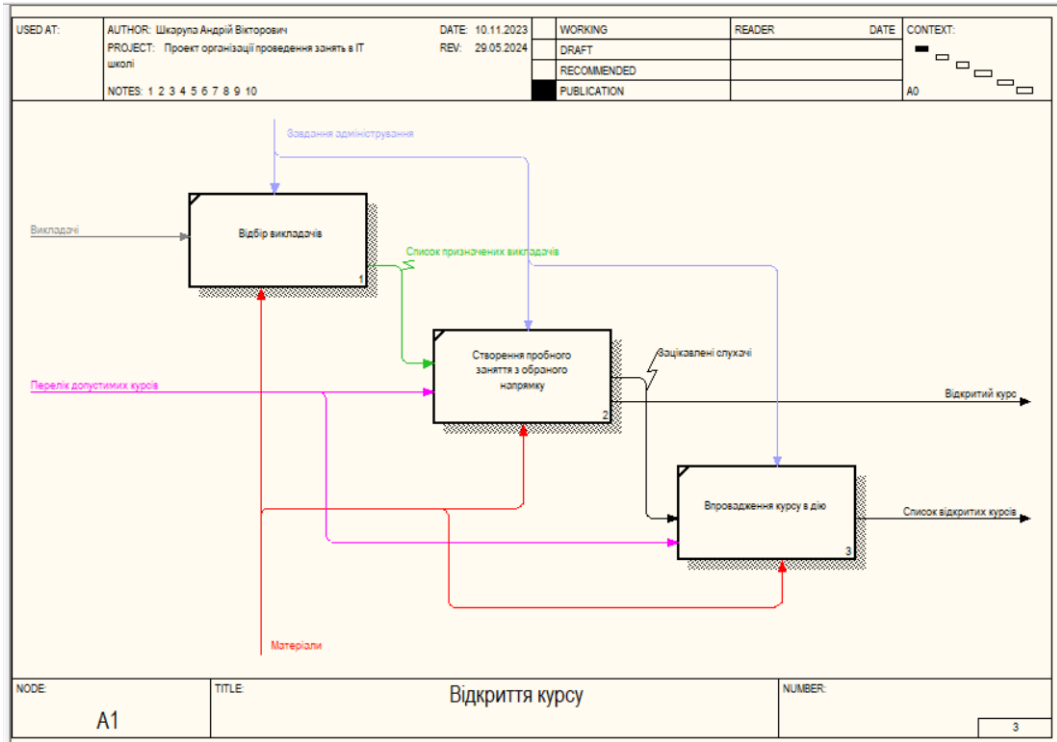 USED AT:
AUTHOR: Шкарупа Андрій Вікторович
DATE: 10.11.2023
PROJECT: Проект організації проведення занять в ІТ
школі
REV: 29.05.2024
NOTES: 1 2 3 4 5 6 7 8 9 10
WORKING
DRAFT
RECOMMENDED
PUBLICATION
READER
DATE
CONTEXT:
A0
Завдання адміністрування
Викладачі
Відбір викладачів
1
Список призначених викладачів
Створення пробного
заняття з обраного
напрямку
2
Зацікавлені слухачі
Перелік допустимих курсів
Відкритий курс
Впровадження курсу в дію
3
Список відкритих курсів
Матеріали
NODE:
A1
TITLE:
Відкриття курсу
NUMBER:
3